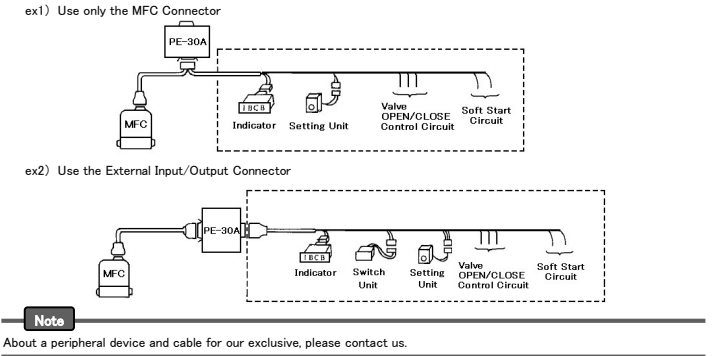 ex1) Use only the MFC Connector
PE-30A
MFC
IBCB
Indicator
Setting Unit
Valve
OPEN/CLOSE
Control Circuit
Soft Start
Circuit
ex2) Use the External Input/Output Connector
PE-30A
MFC
IBCB
Indicator
Switch
Unit
Setting
Unit
Valve
OPEN/CLOSE
Control Circuit
Soft Start
Circuit
Note
About a peripheral device and cable for our exclusive, please contact us.